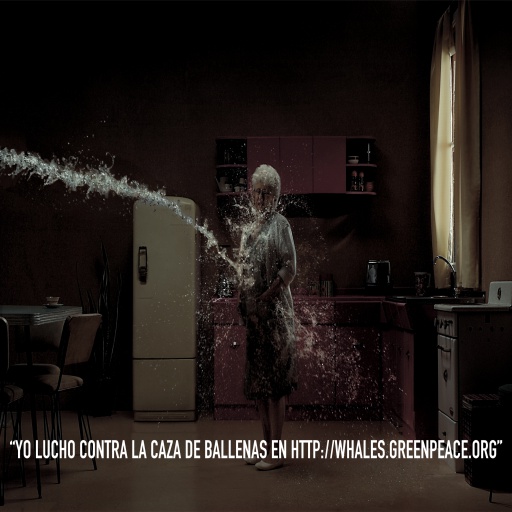 “YO LUCHO CONTRA LA CAZA DE BALLENAS EN HTTP://WHALES.GREENPEACE.ORG”